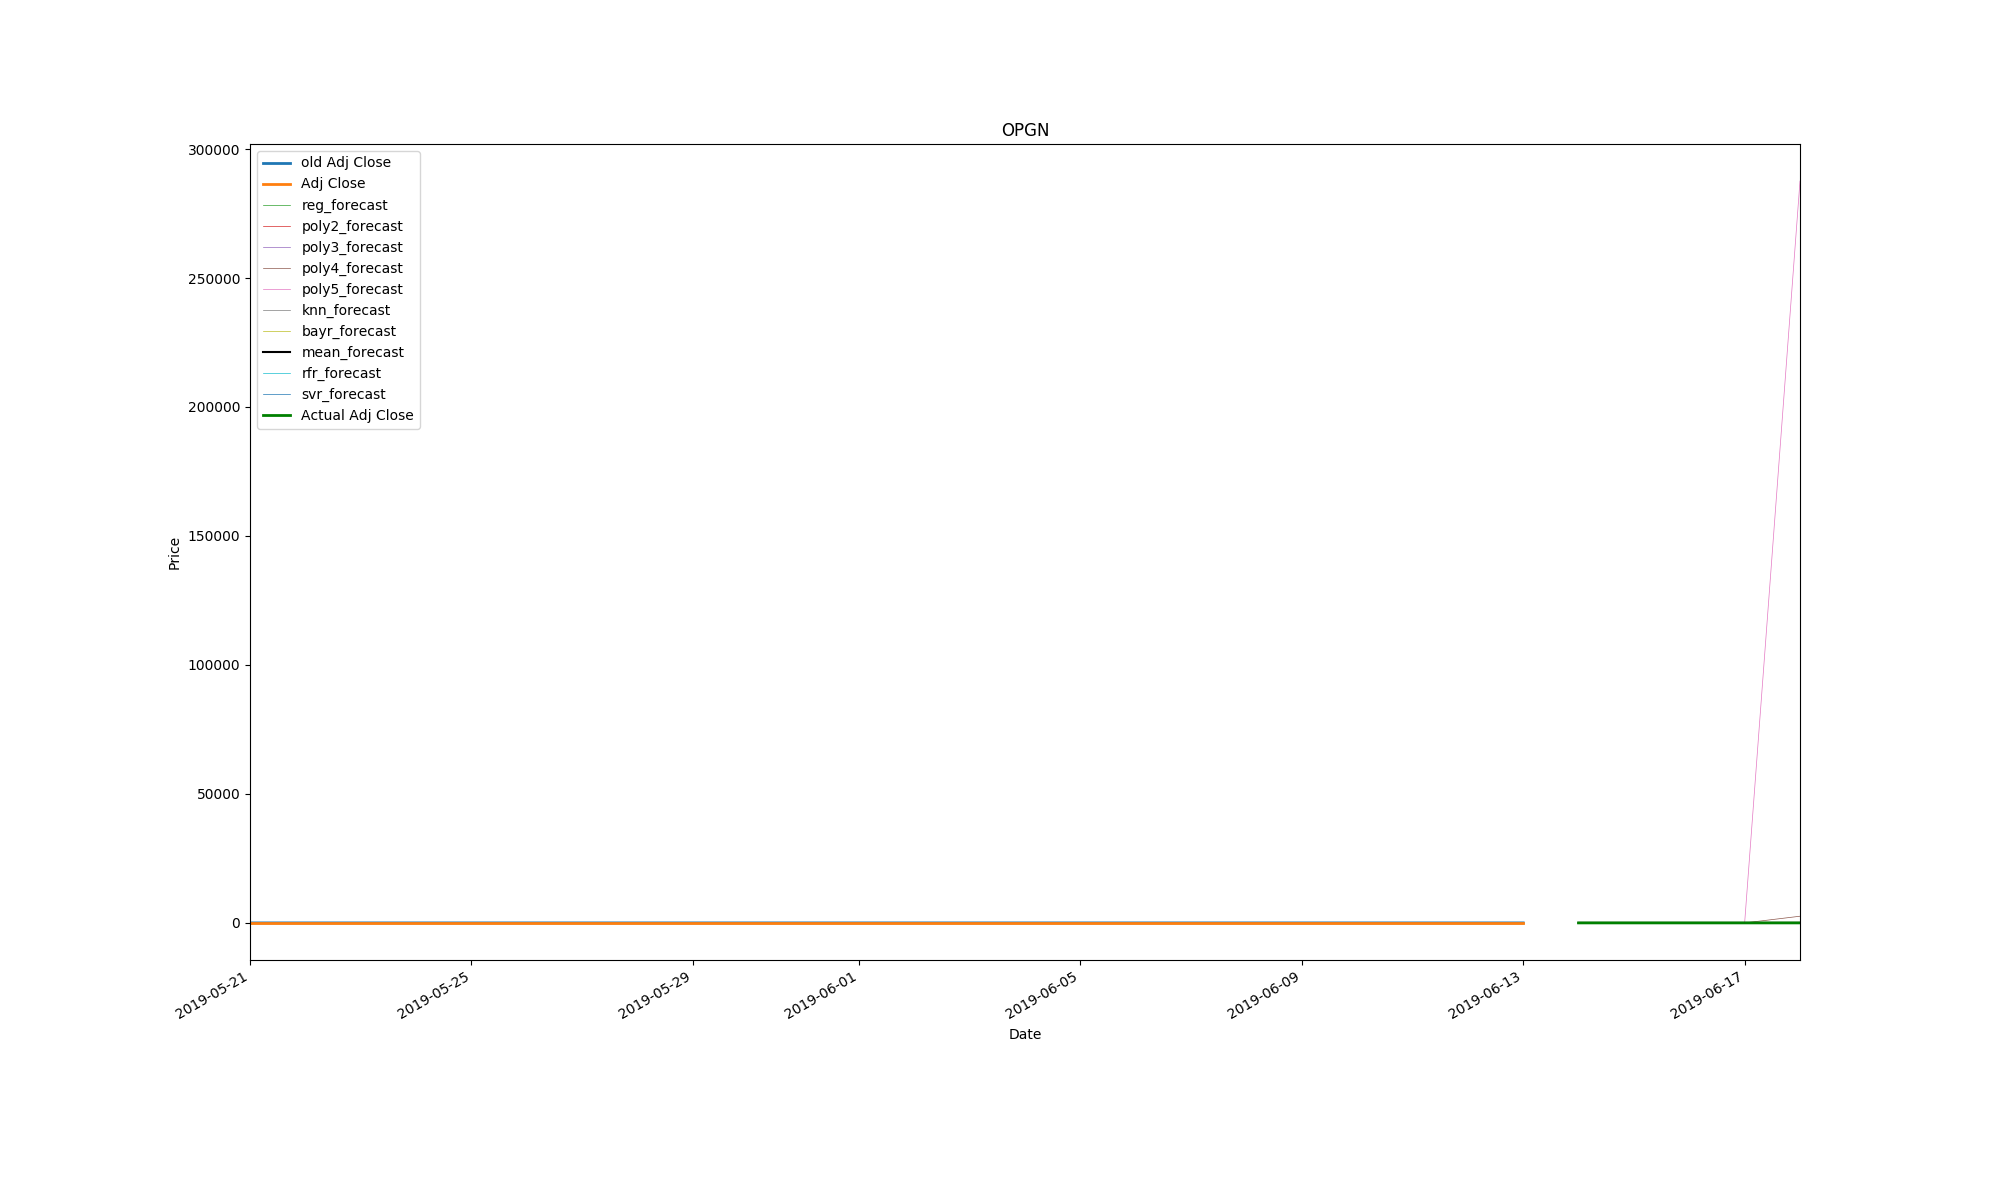 OPGN
300000
250000
200000
150000
100000
50000
0
Price
old Adj Close
Adj Close
reg_forecast
poly2_forecast
poly3_forecast
poly4_forecast
poly5_forecast
knn_forecast
bayr_forecast
mean_forecast
rfr_forecast
svr_forecast
Actual Adj Close
2019-05-21
2019-05-25
2019-05-29
2019-06-01
2019-06-05
2019-06-09
2019-06-13
2019-06-17
Date